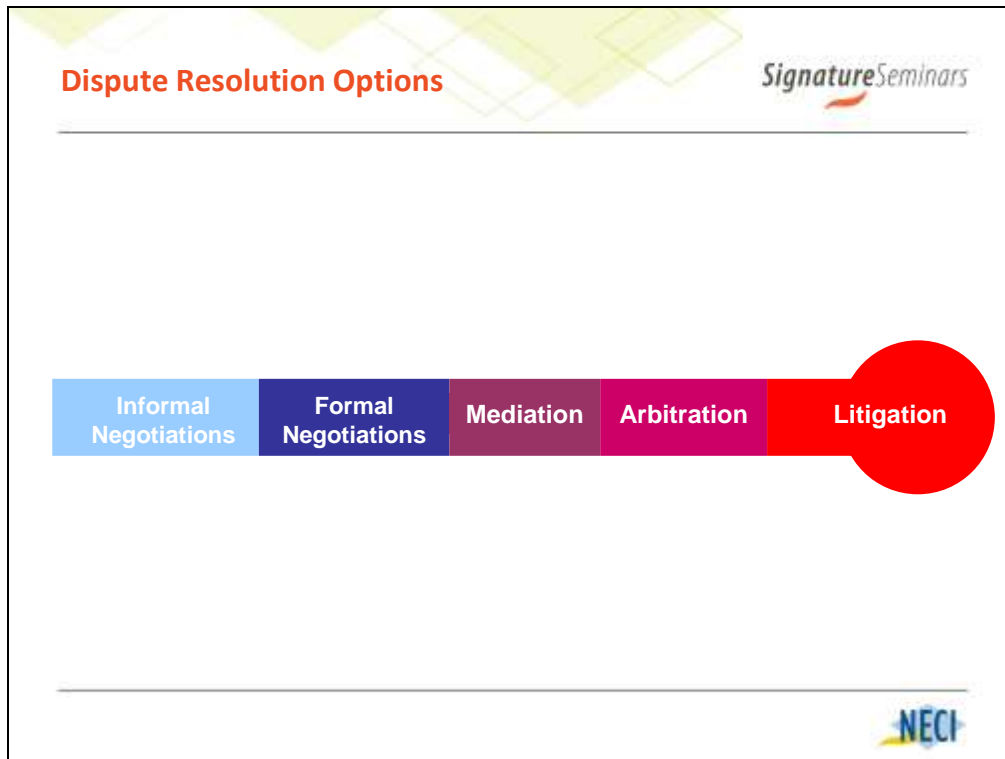 Dispute Resolution Options
SignatureSeminars
Informal
Negotiations
Formal
Negotiations
Mediation
Arbitration
Litigation
NECI